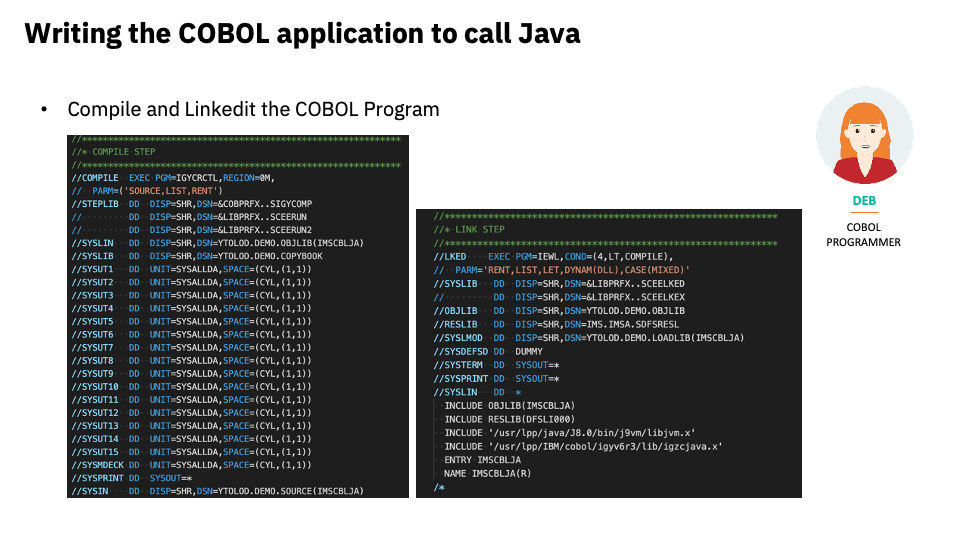 Writing the COBOL application to call Java
• Compile and Linkedit the COBOL Program
//*************************************************************
//* COMPILE STEP
//*************************************************************
//COMPILE  EXEC PGM=IGYCRCTL,REGION=0M,
//  PARM=('SOURCE,LIST,RENT')
//STEPLIB  DD  DISP=SHR,DSN=&COBPRFX..SIGYCOMP
//         DD  DISP=SHR,DSN=&LIBPRFX..SCEERUN
//         DD  DISP=SHR,DSN=&LIBPRFX..SCEERUN2
//SYSLIN   DD  DISP=SHR,DSN=YTOLOD.DEMO.OBJLIB(IMSCBLJA)
//SYSLIB   DD  DISP=SHR,DSN=YTOLOD.DEMO.COPYBOOK
//SYSUT1   DD  UNIT=SYSALLDA,SPACE=(CYL,(1,1))
//SYSUT2   DD  UNIT=SYSALLDA,SPACE=(CYL,(1,1))
//SYSUT3   DD  UNIT=SYSALLDA,SPACE=(CYL,(1,1))
//SYSUT4   DD  UNIT=SYSALLDA,SPACE=(CYL,(1,1))
//SYSUT5   DD  UNIT=SYSALLDA,SPACE=(CYL,(1,1))
//SYSUT6   DD  UNIT=SYSALLDA,SPACE=(CYL,(1,1))
//SYSUT7   DD  UNIT=SYSALLDA,SPACE=(CYL,(1,1))
//SYSUT8   DD  UNIT=SYSALLDA,SPACE=(CYL,(1,1))
//SYSUT9   DD  UNIT=SYSALLDA,SPACE=(CYL,(1,1))
//SYSUT10  DD  UNIT=SYSALLDA,SPACE=(CYL,(1,1))
//SYSUT11  DD  UNIT=SYSALLDA,SPACE=(CYL,(1,1))
//SYSUT12  DD  UNIT=SYSALLDA,SPACE=(CYL,(1,1))
//SYSUT13  DD  UNIT=SYSALLDA,SPACE=(CYL,(1,1))
//SYSUT14  DD  UNIT=SYSALLDA,SPACE=(CYL,(1,1))
//SYSUT15  DD  UNIT=SYSALLDA,SPACE=(CYL,(1,1))
//SYSMDECK DD  UNIT=SYSALLDA,SPACE=(CYL,(1,1))
//SYSPRINT DD  SYSOUT=*
//SYSIN    DD  DISP=SHR,DSN=YTOLOD.DEMO.SOURCE(IMSCBLJA)
//*************************************************************
//* LINK STEP
//*************************************************************
//LKED     EXEC PGM=IEWL,COND=(4,LT,COMPILE),
//  PARM='RENT,LIST,LET,DYNAM(DLL),CASE(MIXED)'
//SYSLIB   DD  DISP=SHR,DSN=&LIBPRFX..SCEELKED
//         DD  DISP=SHR,DSN=&LIBPRFX..SCEELKEX
//OBJLIB   DD  DISP=SHR,DSN=YTOLOD.DEMO.OBJLIB
//RESLIB   DD  DISP=SHR,DSN=IMS.IMSA.SDFSRESL
//SYSLMOD  DD  DISP=SHR,DSN=YTOLOD.DEMO.LOADLIB(IMSCBLJA)
//SYSDEFSD DD  DUMMY
//SYSTERM  DD  SYSOUT=*
//SYSPRINT DD  SYSOUT=*
//SYSLIN   DD  *
  INCLUDE OBJLIB(IMSCBLJA)
  INCLUDE RESLIB(DFSLI000)
  INCLUDE '/usr/lpp/java/J8.0/bin/j9vm/libjvm.x'
  INCLUDE '/usr/lpp/IBM/cobol/igyv6r3/lib/igzcjava.x'
  ENTRY IMSCBLJA
  NAME IMSCBLJA(R)
/*
DEB
COBOL
PROGRAMMER